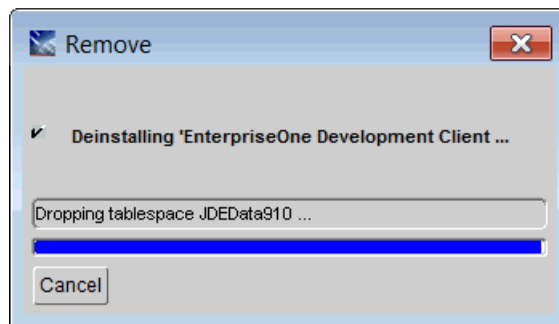 Remove
Deinstalling 'EnterpriseOne Development Client ...
Dropping tablespace JDEData910 ...
Cancel